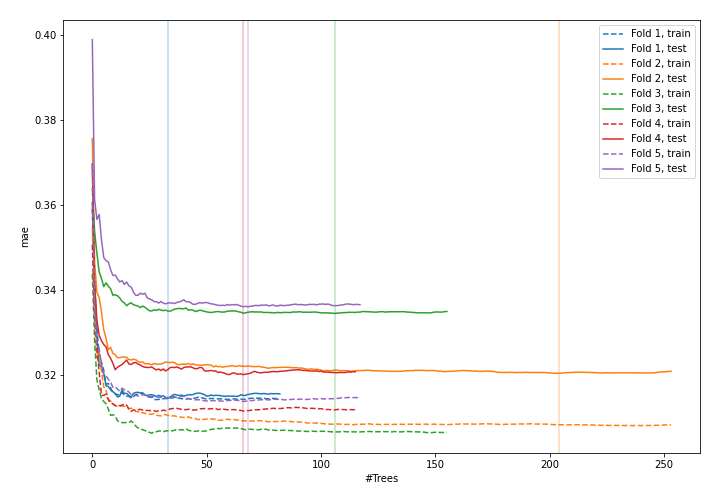 0.40
0.38
0.36
0.34
0.32
mae
0
50
100
150
200
250
#Trees
Fold 1, train
Fold 1, test
Fold 2, train
Fold 2, test
Fold 3, train
Fold 3, test
Fold 4, train
Fold 4, test
Fold 5, train
Fold 5, test